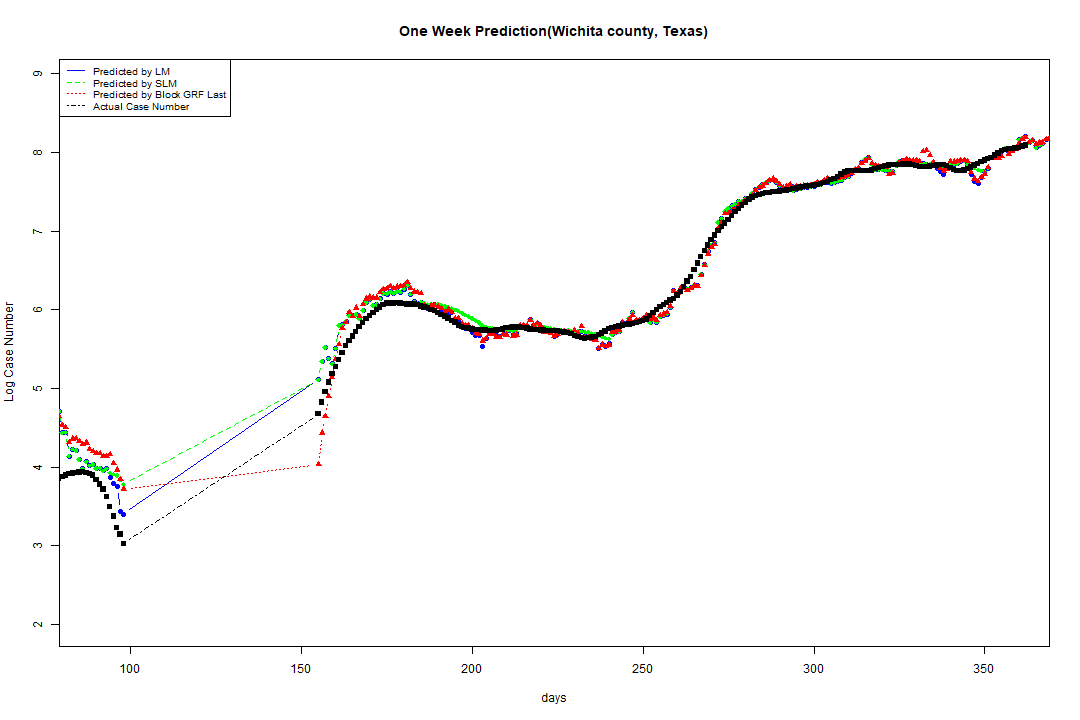 One Week Prediction(Wichita county, Texas)
Predicted by LM
Predicted by SLM
Predicted by Block GRF Last
Actual Case Number
9
8
7
6
5
4
3
2
Log Case Number
100 150 200 250 300 350
days